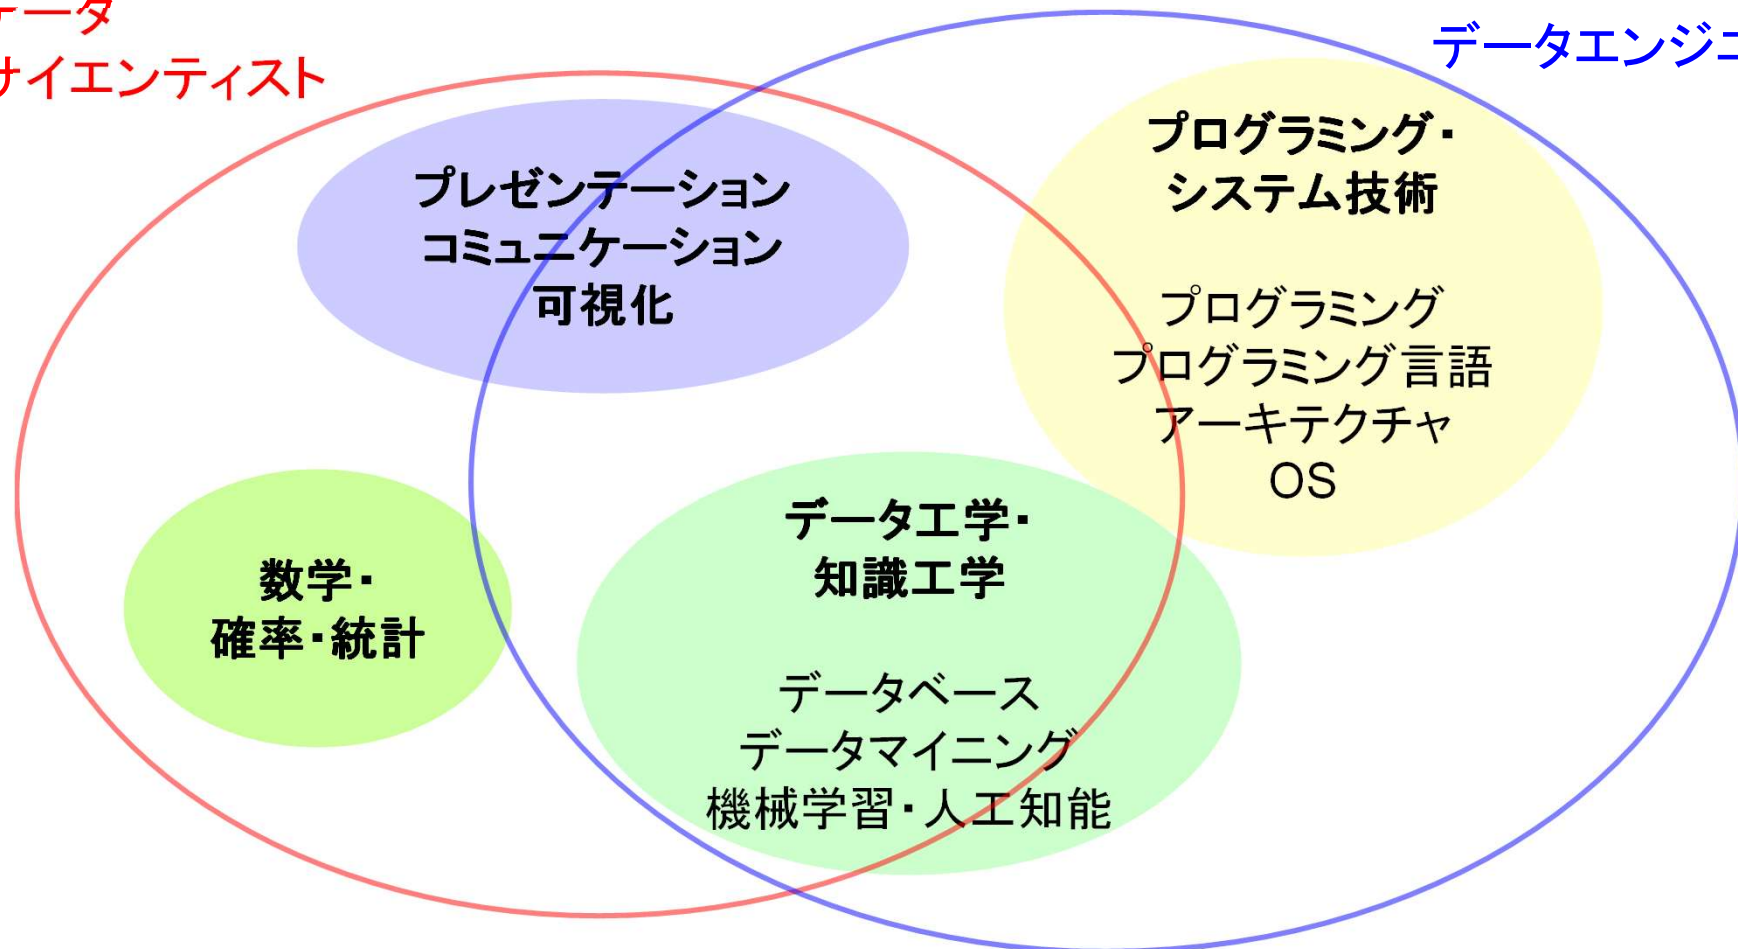 データ
サイエンティスト
データエンジニ
プレゼンテーション
コミュニケーション
可視化
プログラミング・
システム技術
プログラミング
プログラミング言語
アーキテクチャ
OS
数学・
確率・統計
データ工学・
知識工学
データベース
データマイニング
機械学習・人工知能